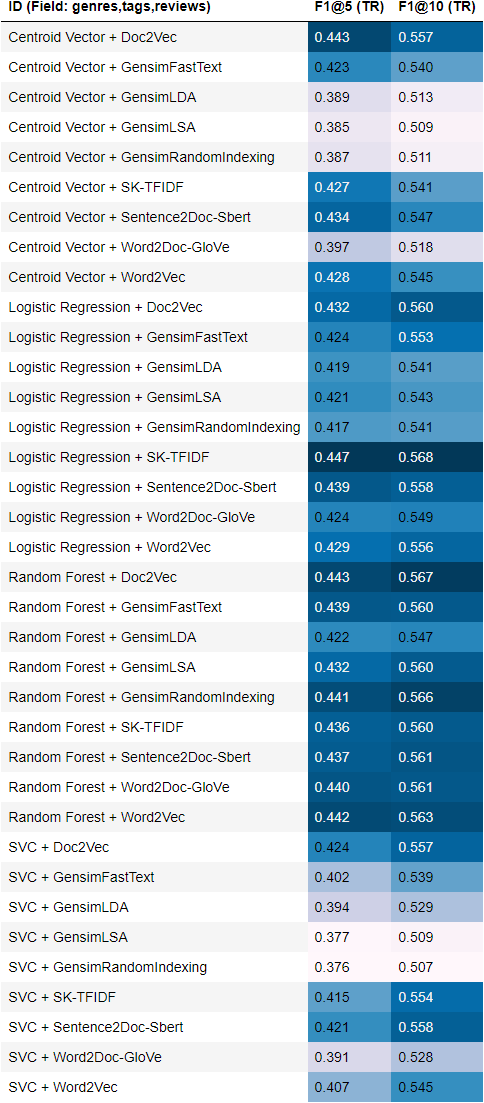 ID (Field: genres,tags,reviews) F1@5 (TR) F1@10 (TR)
Centroid Vector + Doc2Vec 0.443 0.557
Centroid Vector + GensimFastText 0.423 0.540
Centroid Vector + GensimLDA 0.389 0.513
Centroid Vector + GensimLSA 0.385 0.509
Centroid Vector + GensimRandomIndexing 0.387 0.511
Centroid Vector + SK-TFIDF 0.427 0.541
Centroid Vector + Sentence2Doc-Sbert 0.434 0.547
Centroid Vector + Word2Doc-GloVe 0.397 0.518
Centroid Vector + Word2Vec 0.428 0.545
Logistic Regression + Doc2Vec 0.432 0.560
Logistic Regression + GensimFastText 0.424 0.553
Logistic Regression + GensimLDA 0.419 0.541
Logistic Regression + GensimLSA 0.421 0.543
Logistic Regression + GensimRandomIndexing 0.417 0.541
Logistic Regression + SK-TFIDF 0.447 0.568
Logistic Regression + Sentence2Doc-Sbert 0.439 0.558
Logistic Regression + Word2Doc-GloVe 0.424 0.549
Logistic Regression + Word2Vec 0.429 0.556
Random Forest + Doc2Vec 0.443 0.567
Random Forest + GensimFastText 0.439 0.560
Random Forest + GensimLDA 0.422 0.547
Random Forest + GensimLSA 0.432 0.560
Random Forest + GensimRandomIndexing 0.441 0.566
Random Forest + SK-TFIDF 0.436 0.560
Random Forest + Sentence2Doc-Sbert 0.437 0.561
Random Forest + Word2Doc-GloVe 0.440 0.561
Random Forest + Word2Vec 0.442 0.563
SVC + Doc2Vec 0.424 0.557
SVC + GensimFastText 0.402 0.539
SVC + GensimLDA 0.394 0.529
SVC + GensimLSA 0.377 0.509
SVC + GensimRandomIndexing 0.376 0.507
SVC + SK-TFIDF 0.415 0.554
SVC + Sentence2Doc-Sbert 0.421 0.558
SVC + Word2Doc-GloVe 0.391 0.528
SVC + Word2Vec 0.407 0.545